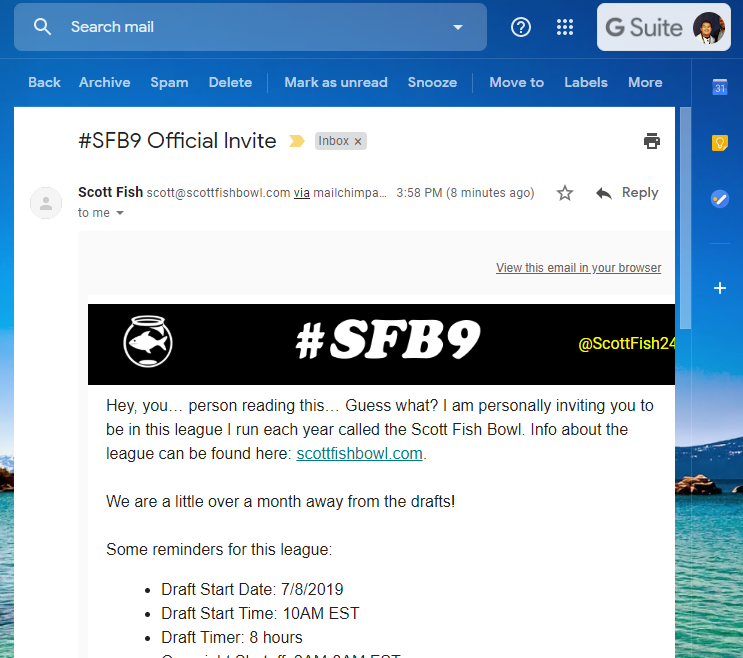 Search mail
G Suite
Back Archive Spam Delete Mark as unread Snooze Move to Labels More
31
#SFB9 Official Invite Inbox x
Scott Fish scott@scottfishbowl.com via mailchimpa... 3:58 PM (8 minutes ago) Reply
to me
View this email in your browser
#SFB9 @ScottFish24
Hey, you… person reading this… Guess what? I am personally inviting you to
be in this league I run each year called the Scott Fish Bowl. Info about the
league can be found here: scottfishbowl.com.
We are a little over a month away from the drafts!
Some reminders for this league:
• Draft Start Date: 7/8/2019
• Draft Start Time: 10AM EST
• Draft Timer: 8 hours